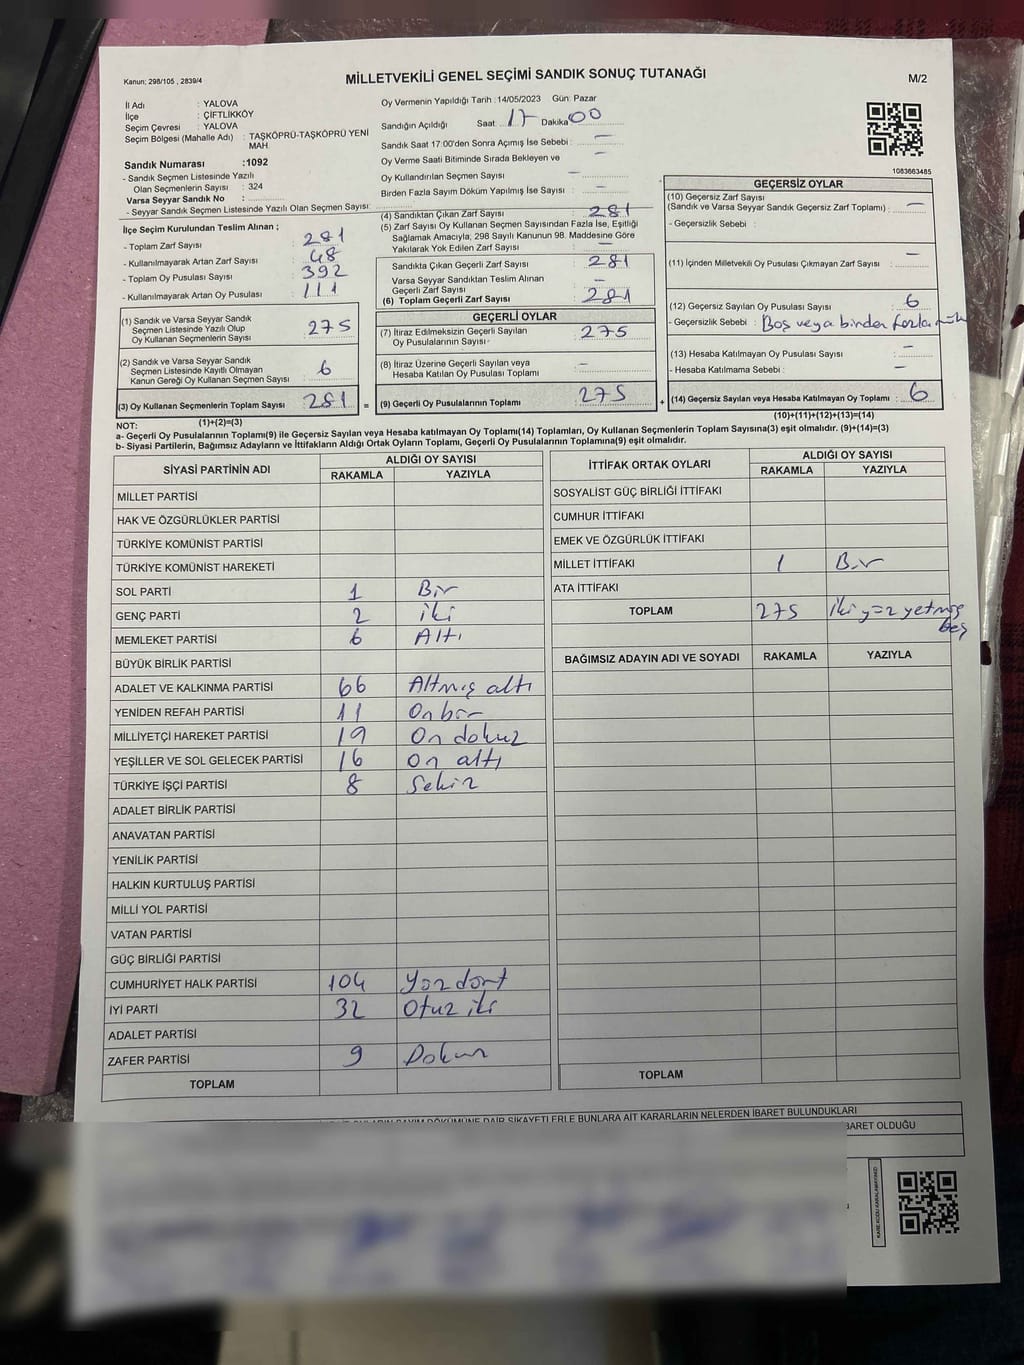 Kanun: 298/105 , 2839/4
MİLLETVEKİLİ GENEL SEÇİMİ SANDIK SONUÇ TUTANAĞI
M/2
İl Adı : YALOVA
İlçe : ÇİFTLİKKÖY
Seçim Çevresi : YALOVA
Seçim Bölgesi (Mahalle Adı) : TAŞKÖPRÜ-TAŞKÖPRÜ YENİ
MAH.
Sandık Numarası :1092
- Sandık Seçmen Listesinde Yazılı
Olan Seçmenlerin Sayısı : 324
Varsa Seyyar Sandık No :
- Seyyar Sandık Seçmen Listesinde Yazılı Olan Seçmen Sayısı:
Oy Vermenin Yapıldığı Tarih :14/05/2023 Gün: Pazar
Sandığın Açıldığı Saat 17 Dakika 00
Sandık Saat 17:00'den Sonra Açımış İse Sebebi : —
Oy Verme Saati Bitiminde Sırada Bekleyen ve
Oy Kullandırılan Seçmen Sayısı : —
Birden Fazla Sayım Döküm Yapılmış İse Sayısı : —
1083663485
İlçe Seçim Kurulundan Teslim Alınan ;
- Toplam Zarf Sayısı : 281
- Kullanılmayarak Artan Zarf Sayısı : 48
- Toplam Oy Pusulası Sayısı : 392
- Kullanılmayarak Artan Oy Pusulası : 111
(4) Sandıktan Çıkan Zarf Sayısı : 281
(5) Zarf Sayısı Oy Kullanan Seçmen Sayısından Fazla İse, Eşitliği
Sağlamak Amacıyla, 298 Sayılı Kanunun 98. Maddesine Göre
Yakılarak Yok Edilen Zarf Sayısı : —
Sandıkta Çıkan Geçerli Zarf Sayısı : 281
Varsa Seyyar Sandıktan Teslim Alınan
Geçerli Zarf Sayısı : —
(6) Toplam Geçerli Zarf Sayısı : 281
GEÇERSİZ OYLAR
(10) Geçersiz Zarf Sayısı
(Sandık ve Varsa Seyyar Sandık Geçersiz Zarf Toplamı) : —
- Geçersizlik Sebebi :
(11) İçinden Milletvekili Oy Pusulası Çıkmayan Zarf Sayısı : —
(12) Geçersiz Sayılan Oy Pusulası Sayısı : 6
- Geçersizlik Sebebi : Boş veya birden fazla
(13) Hesaba Katılmayan Oy Pusulası Sayısı : —
- Hesaba Katılmama Sebebi : —
(14) Geçersiz Sayılan veya Hesaba Katılmayan Oy Toplamı : 6
(10)+(11)+(12)+(13)=(14)
(1) Sandık ve Varsa Seyyar Sandık
Seçmen Listesinde Yazılı Olup
Oy Kullanan Seçmenlerin Sayısı : 275
(2) Sandık ve Varsa Seyyar Sandık
Seçmen Listesinde Kayıtlı Olmayan
Kanun Gereği Oy Kullanan Seçmen Sayısı : 6
(3) Oy Kullanan Seçmenlerin Toplam Sayısı : 281 =
(1)+(2)=(3)
GEÇERLİ OYLAR
(7) İtiraz Edilmeksizin Geçerli Sayılan
Oy Pusulalarının Sayısı : 275
(8) İtiraz Üzerine Geçerli Sayılan veya
Hesaba Katılan Oy Pusulası Toplamı : —
(9) Geçerli Oy Pusulalarının Toplamı : 275 +
NOT:
a- Geçerli Oy Pusulalarının Toplamı(9) ile Geçersiz Sayılan veya Hesaba katılmayan Oy Toplamı(14) Toplamları, Oy Kullanan Seçmenlerin Toplam Sayısına(3) eşit olmalıdır. (9)+(14)=(3)
b- Siyasi Partilerin, Bağımsız Adayların ve İttifakların Aldığı Ortak Oyların Toplamı, Geçerli Oy Pusulalarının Toplamına(9) eşit olmalıdır.
SİYASİ PARTİNİN ADI
ALDIĞI OY SAYISI
RAKAMLA YAZIYLA
MİLLET PARTİSİ
HAK VE ÖZGÜRLÜKLER PARTİSİ
TÜRKİYE KOMÜNİST PARTİSİ
TÜRKİYE KOMÜNİST HAREKETİ
SOL PARTİ 1 Bir
GENÇ PARTİ 2 iki
MEMLEKET PARTİSİ 6 Altı
BÜYÜK BİRLİK PARTİSİ
ADALET VE KALKINMA PARTİSİ 66 Altmış altı
YENİDEN REFAH PARTİSİ 11 On bir
MİLLİYETÇİ HAREKET PARTİSİ 19 On dokuz
YEŞİLLER VE SOL GELECEK PARTİSİ 16 On altı
TÜRKİYE İŞÇİ PARTİSİ 8 Sekiz
ADALET BİRLİK PARTİSİ
ANAVATAN PARTİSİ
YENİLİK PARTİSİ
HALKIN KURTULUŞ PARTİSİ
MİLLİ YOL PARTİSİ
VATAN PARTİSİ
GÜÇ BİRLİĞİ PARTİSİ
CUMHURİYET HALK PARTİSİ 104 Yüz dört
İYİ PARTİ 32 Otuz iki
ADALET PARTİSİ
ZAFER PARTİSİ 9 Dokuz
TOPLAM
İTTİFAK ORTAK OYLARI
ALDIĞI OY SAYISI
RAKAMLA YAZIYLA
SOSYALİST GÜÇ BİRLİĞİ İTTİFAKI
CUMHUR İTTİFAKI
EMEK VE ÖZGÜRLÜK İTTİFAKI
MİLLET İTTİFAKI 1 Bir
ATA İTTİFAKI
TOPLAM 275 iki yüz yetmiş
beş
BAĞIMSIZ ADAYIN ADI VE SOYADI RAKAMLA YAZIYLA
TOPLAM
SAYIM DÖKÜMÜNE DAİR ŞİKAYETLERLE BUNLARA AİT KARARLARIN NELERDEN İBARET BULUNDUKLARI
İBARET OLDUĞU